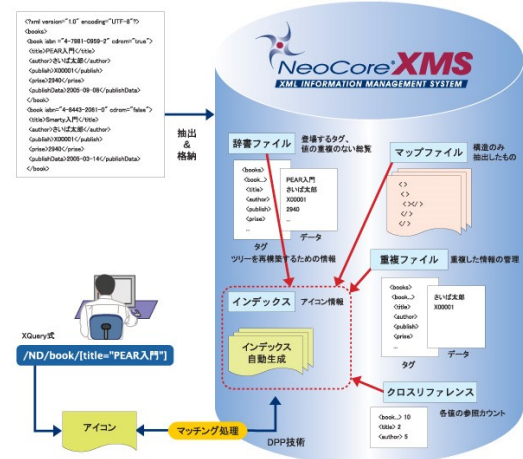 <?xml version="1.0" encoding="UTF-8"?>
<books>
<book isbn ="4-7981-0959-2" cdrom="true">
<title>PEAR入門</title>
<author>さいば太郎</author>
<publish>X00001</publish>
<prise>2940</prise>
<publishData>2005-09-09</publishData>
</book>
<book isbn="4-8443-2081-0" cdrom="false">
<title>Smarty入門</title>
<author>さいば太郎</author>
<publish>X00001</publish>
<prise>2940</prise>
<publishData>2005-03-14</publishData>
</book>
抽出
&
格納
NeoCore XMS
XML INFORMATION MANAGEMENT SYSTEM
辞書ファイル
登場するタグ、
値の重複のない総覧
<books>
<book...>
<title>
<author>
<publish>
<prise>
...
タグ
PEAR入門
さいば太郎
X00001
2940
...
データ
ツリーを再構築するための情報
マップファイル
構造のみ
抽出したもの
<>
<>
<></>
</>
</>
重複ファイル
重複した情報の管理
<books>
<book...>
<title>
<author>
<publish>
<prise>
...
タグ
さいば太郎
X00001
データ
インデックス
アイコン情報
インデックス
自動生成
クロスリファレンス
各値の参照カウント
<book...> 10
<title> 2
<author> 5
XQuery式
/ND/book/[title="PEAR入門"]
アイコン
マッチング処理
DPP技術